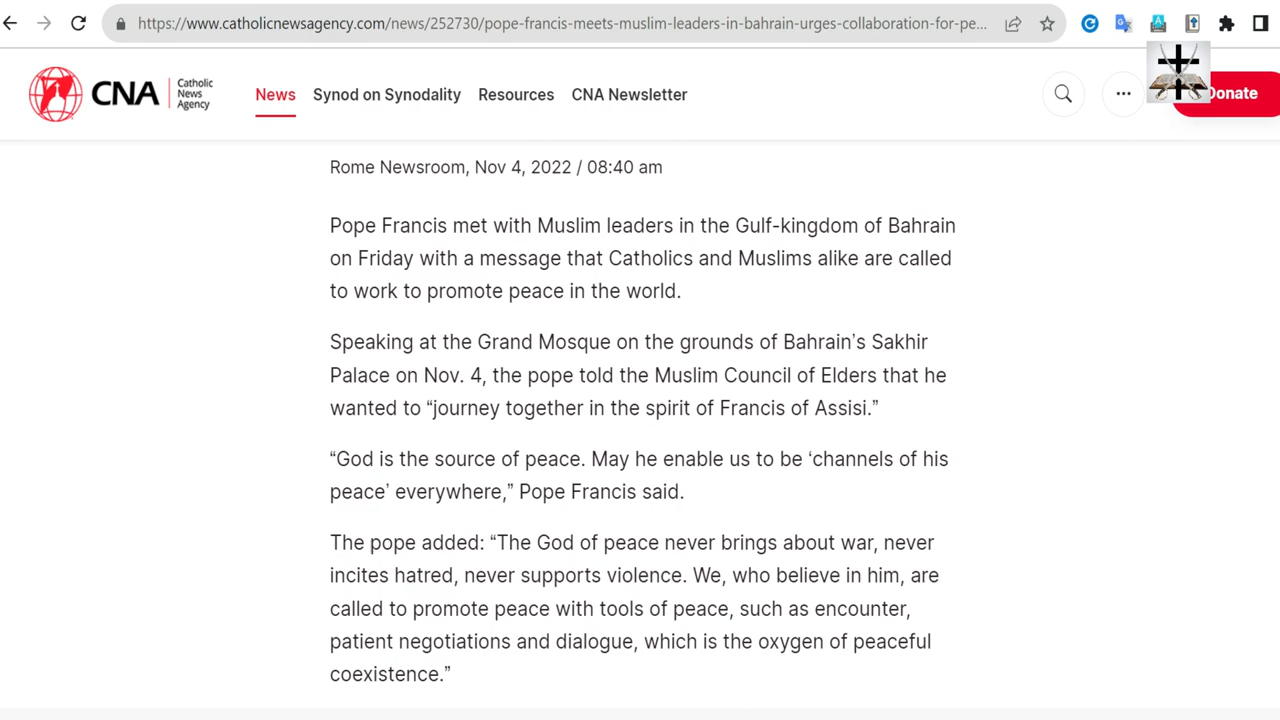 https://www.catholicnewsagency.com/news/252730/pope-francis-meets-muslim-leaders-in-bahrain-urges-collaboration-for-pe...
CNA
Catholic
News
Agency
News
Synod on Synodality
Resources
CNA Newsletter
Donate
Rome Newsroom, Nov 4, 2022 / 08:40 am
Pope Francis met with Muslim leaders in the Gulf-kingdom of Bahrain
on Friday with a message that Catholics and Muslims alike are called
to work to promote peace in the world.
Speaking at the Grand Mosque on the grounds of Bahrain’s Sakhir
Palace on Nov. 4, the pope told the Muslim Council of Elders that he
wanted to “journey together in the spirit of Francis of Assisi.”
“God is the source of peace. May he enable us to be ‘channels of his
peace’ everywhere,” Pope Francis said.
The pope added: “The God of peace never brings about war, never
incites hatred, never supports violence. We, who believe in him, are
called to promote peace with tools of peace, such as encounter,
patient negotiations and dialogue, which is the oxygen of peaceful
coexistence.”